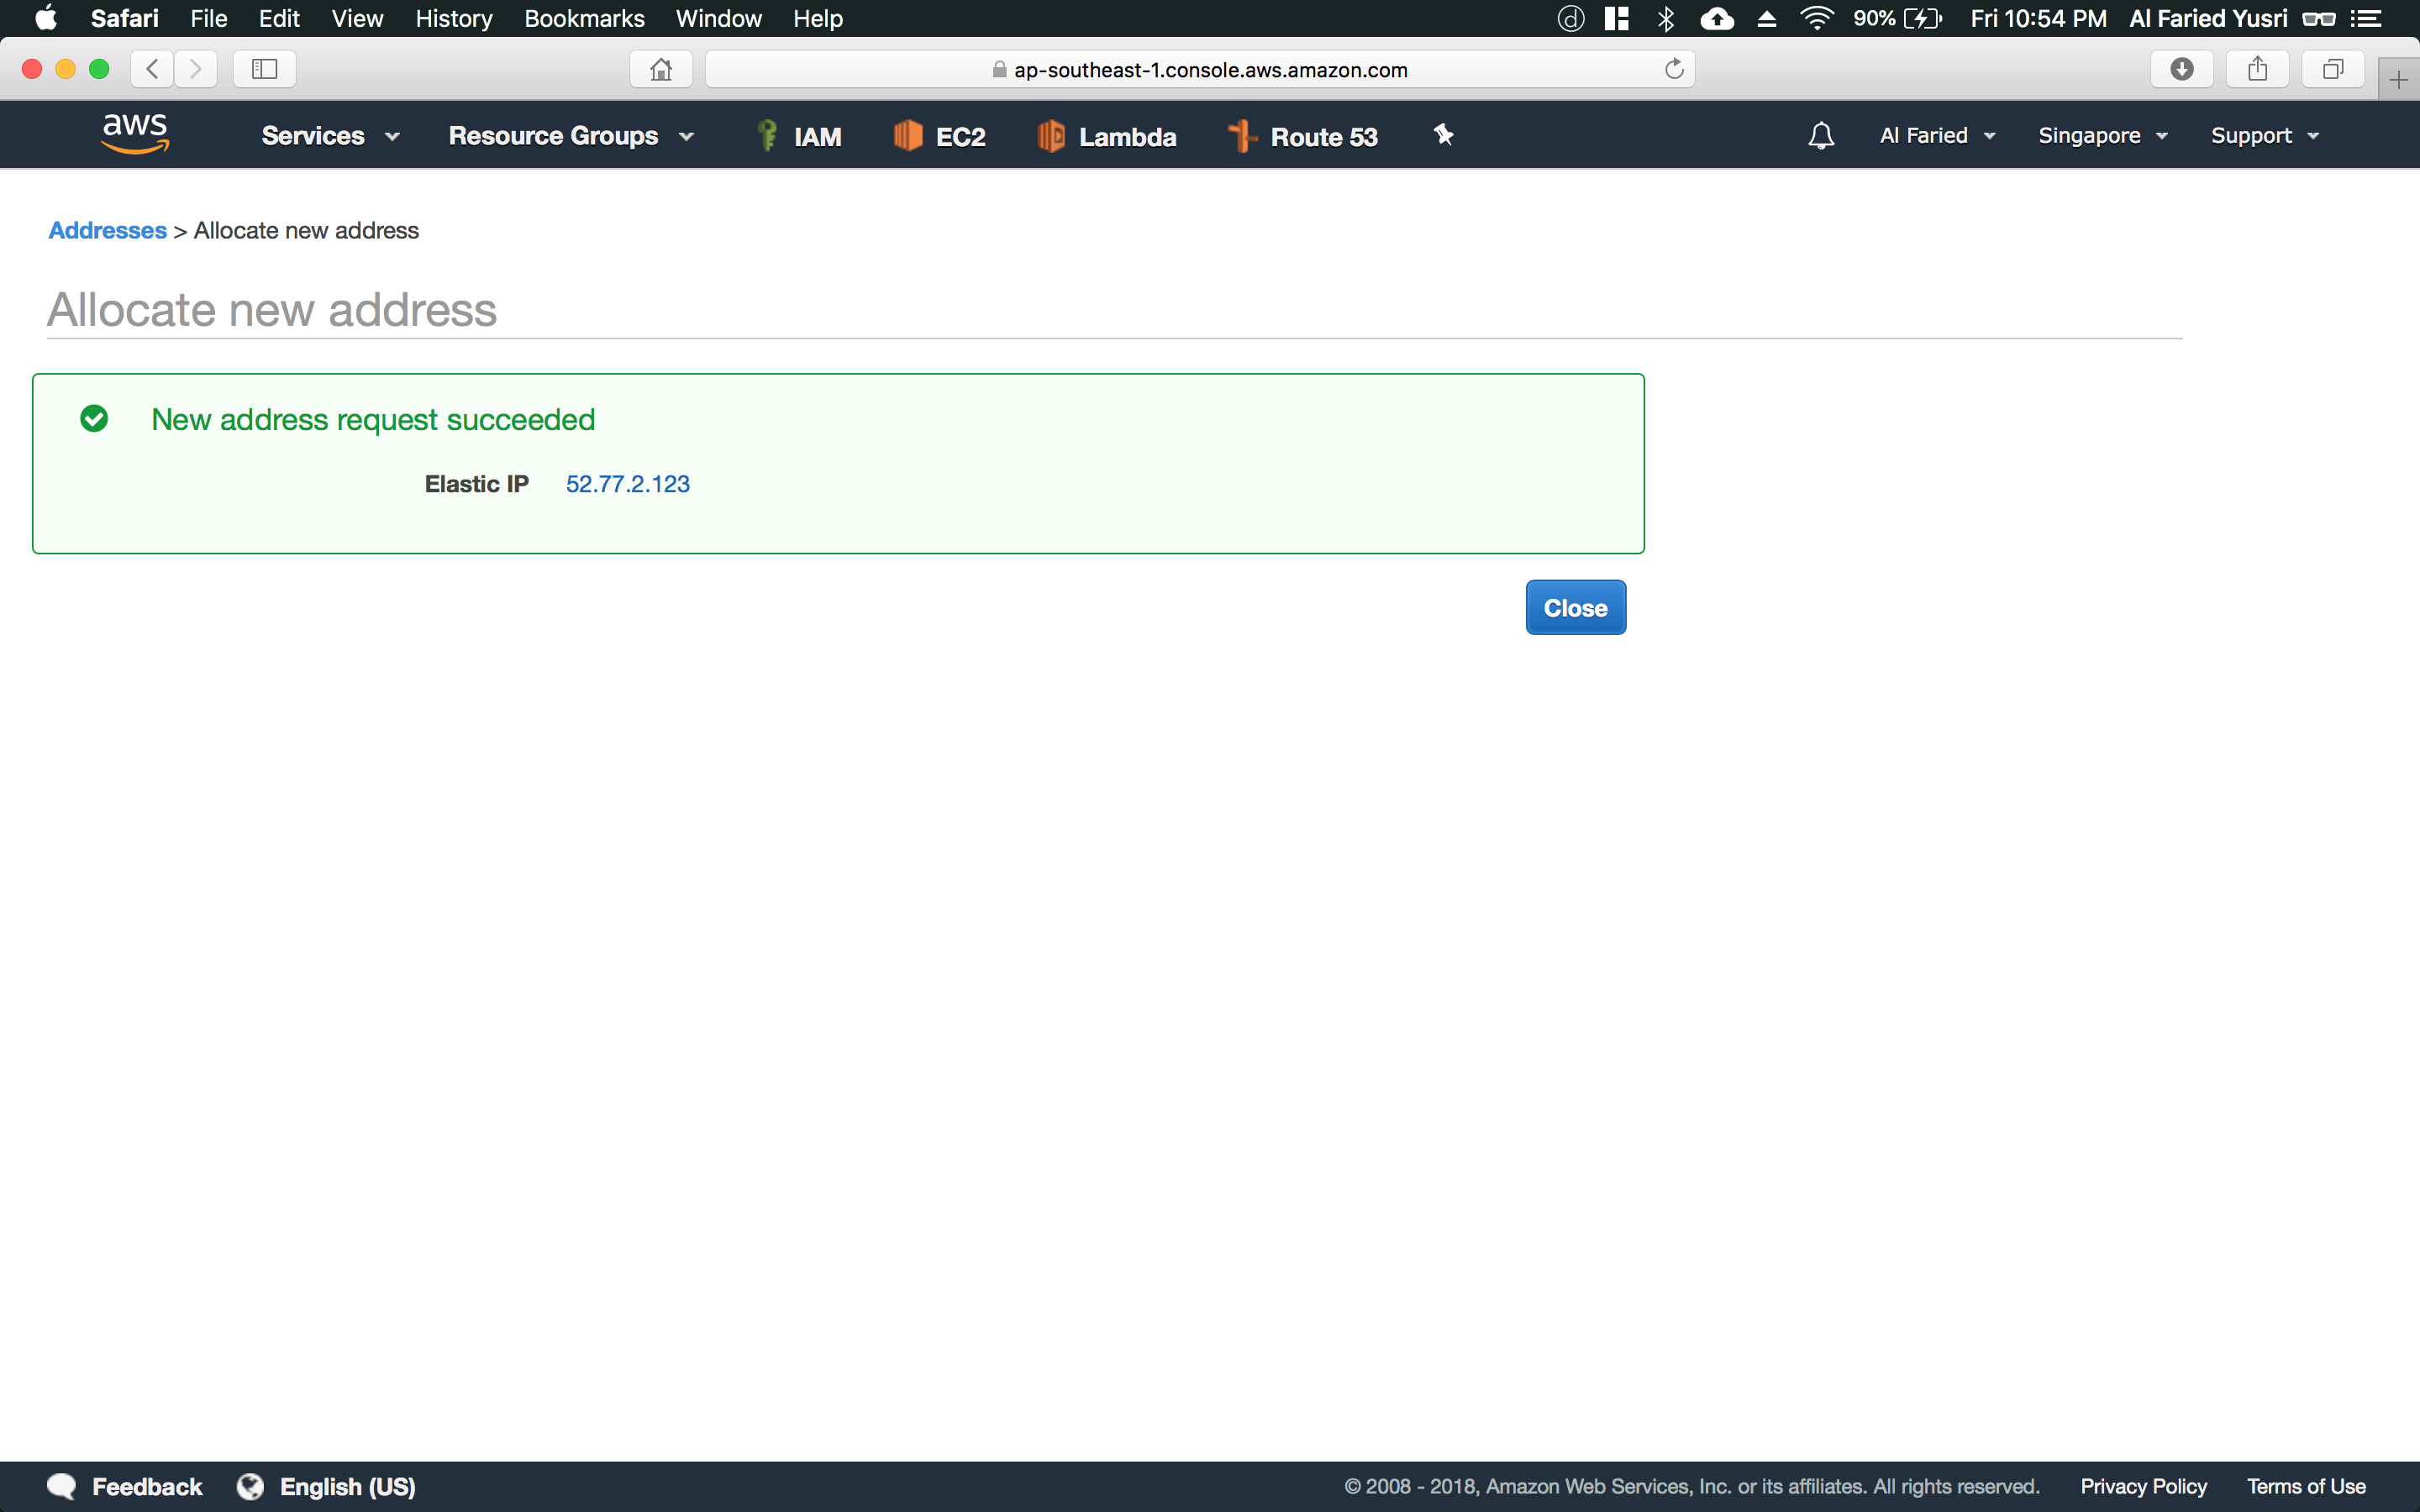 Safari File Edit View History Bookmarks Window Help 90% Fri 10:54 PM Al Faried Yusri
ap-southeast-1.console.aws.amazon.com
aws Services Resource Groups IAM EC2 Lambda Route 53 Al Faried Singapore Support
Addresses > Allocate new address
Allocate new address
New address request succeeded
Elastic IP 52.77.2.123
Close
Feedback English (US) © 2008 - 2018, Amazon Web Services, Inc. or its affiliates. All rights reserved. Privacy Policy Terms of Use